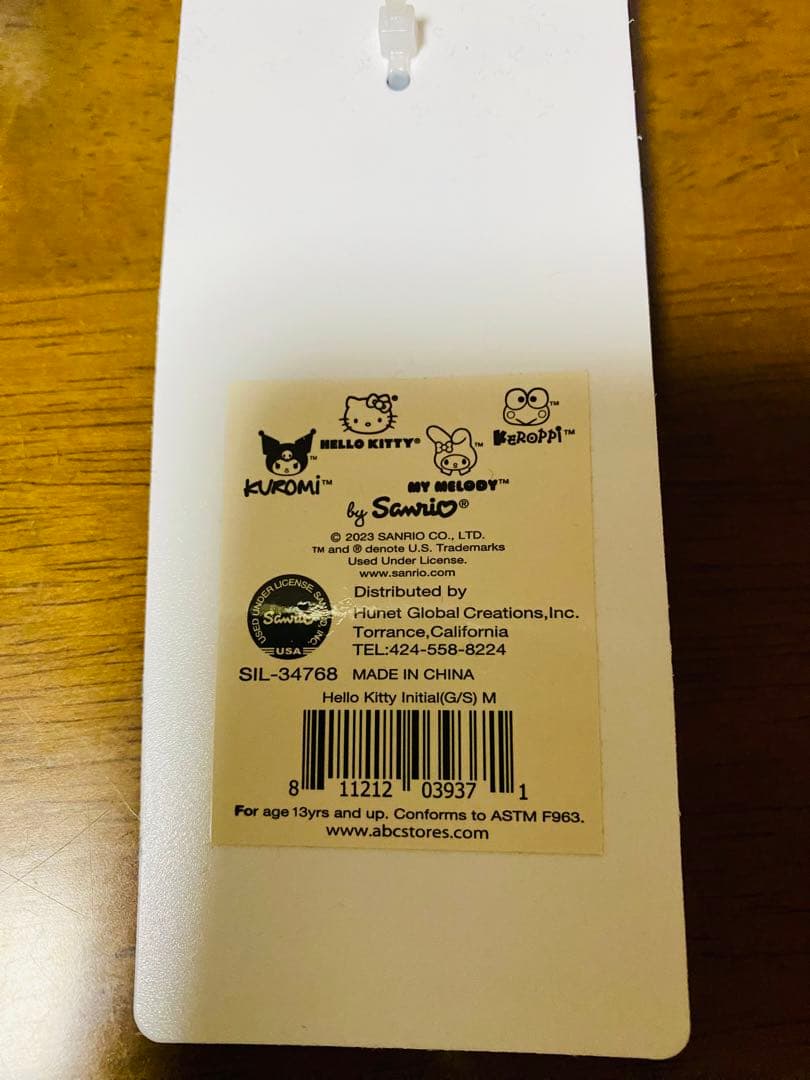 HELLO KITTY®
KEROPPI™
KUROMI™
MY MELODY™
by Sanrio®
© 2023 SANRIO CO., LTD.
TM and ® denote U.S. Trademarks
Used Under License.
www.sanrio.com
USED UNDER LICENSE, SANRIO, INC.
Sanrio
USA
Distributed by
Hunet Global Creations,Inc.
Torrance,California
TEL:424-558-8224
SIL-34768 MADE IN CHINA
Hello Kitty Initial(G/S) M
8 11212 03937 1
For age 13yrs and up. Conforms to ASTM F963.
www.abcstores.com